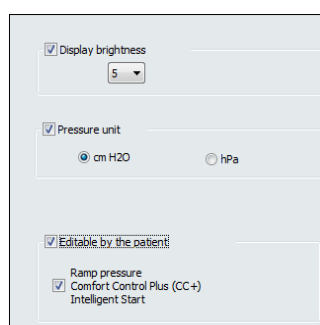 Display brightness
5
Pressure unit
cm H2O
hPa
Editable by the patient
Ramp pressure
Comfort Control Plus (CC+)
Intelligent Start